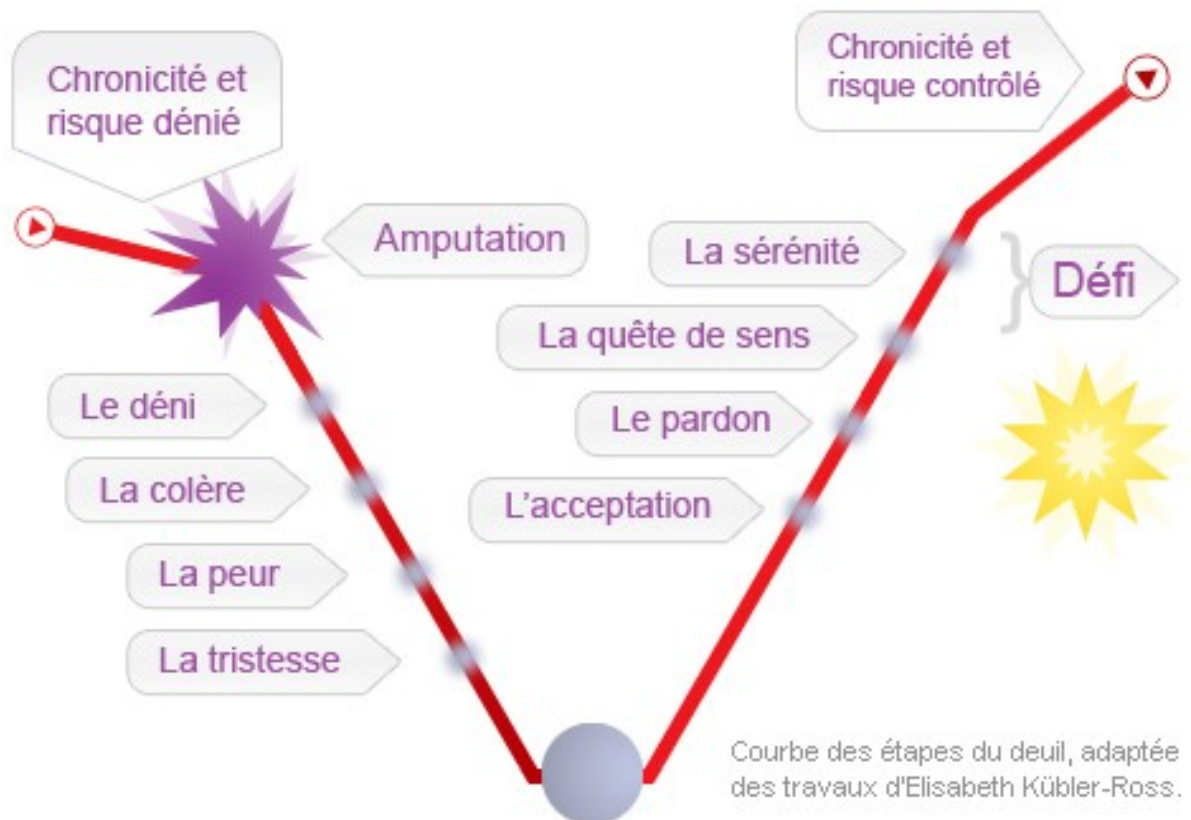 Chronicité et
risque dénié
Amputation
Le déni
La colère
La peur
La tristesse
L'acceptation
Le pardon
La quête de sens
La sérénité
Défi
Chronicité et
risque contrôlé
Courbe des étapes du deuil, adaptée
des travaux d'Elisabeth Kübler-Ross.